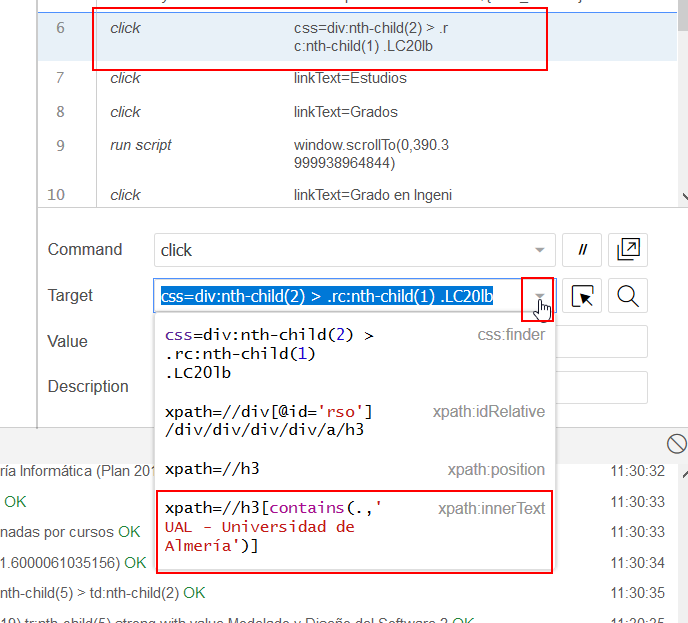 6 click css=div:nth-child(2) > .r
c:nth-child(1) .LC20lb
7 click linkText=Estudios
8 click linkText=Grados
9 run script window.scrollTo(0,390.3
999938964844)
10 click linkText=Grado en Ingeni
Command click //
Target css=div:nth-child(2) > .rc:nth-child(1) .LC20lb
Value
Description
css=div:nth-child(2) > css:finder
.rc:nth-child(1)
.LC20lb
xpath=//div[@id='rso'] xpath:idRelative
/div/div/div/div/a/h3
xpath=//h3 xpath:position
xpath=//h3[contains(.,' xpath:innerText
UAL - Universidad de
Almería')]
ría Informática (Plan 201 11:30:32
OK 11:30:33
nadas por cursos OK 11:30:33
1.6000061035156) OK 11:30:34
nth-child(5) > td:nth-child(2) OK 11:30:35